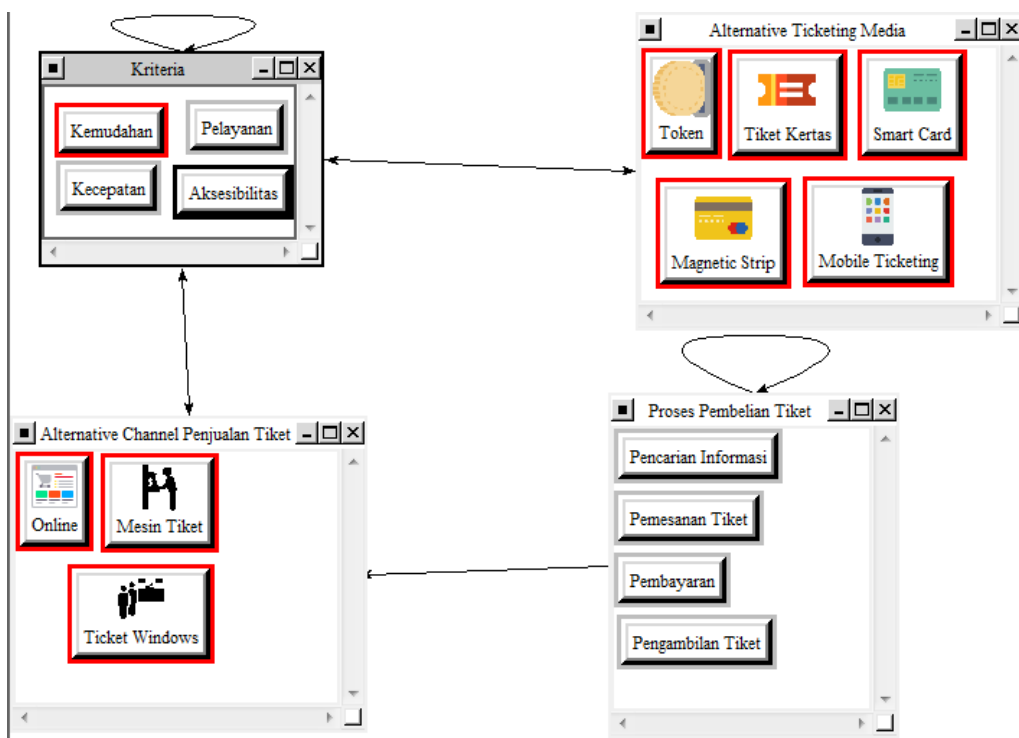 Kriteria
Kemudahan
Pelayanan
Kecepatan
Aksesibilitas
Alternative Ticketing Media
Token
Tiket Kertas
Smart Card
Magnetic Strip
Mobile Ticketing
Alternative Channel Penjualan Tiket
Online
Mesin Tiket
Ticket Windows
Proses Pembelian Tiket
Pencarian Informasi
Pemesanan Tiket
Pembayaran
Pengambilan Tiket